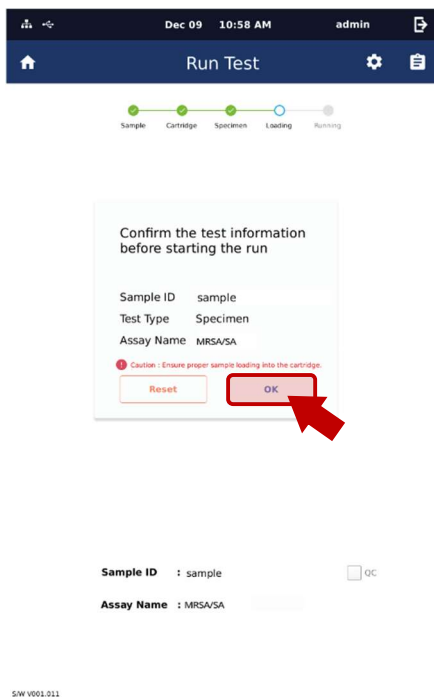 Dec 09 10:58 AM admin
Run Test
Sample Cartridge Specimen Loading Running
Confirm the test information
before starting the run
Sample ID sample
Test Type Specimen
Assay Name MRSA/SA
Caution : Ensure proper sample loading into the cartridge.
Reset OK
Sample ID : sample QC
Assay Name : MRSA/SA
S/W V001.011